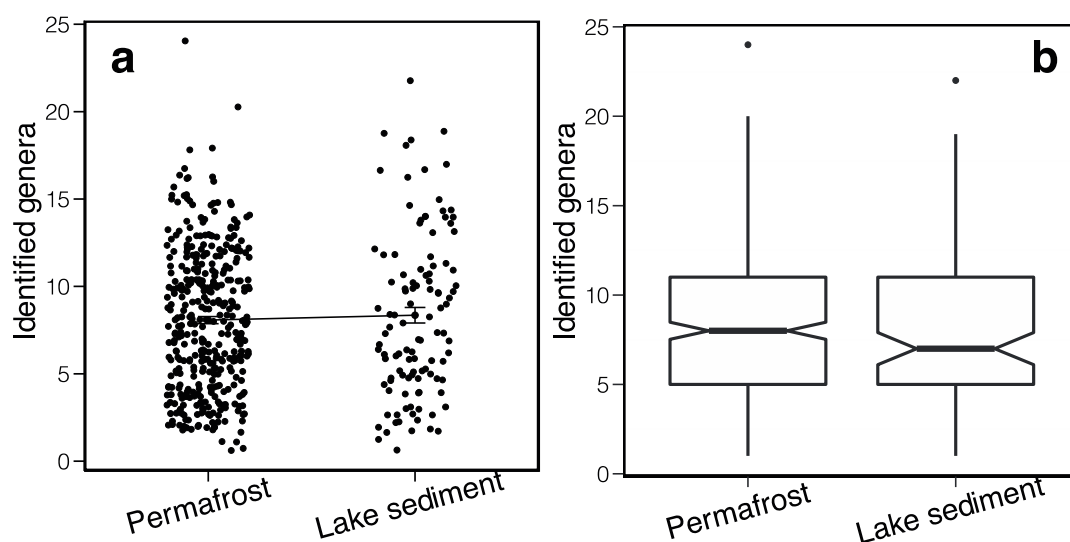 a
Identified genera
25
20
15
10
5
0
Permafrost
Lake sediment
b
Identified genera
25
20
15
10
5
0
Permafrost
Lake sediment